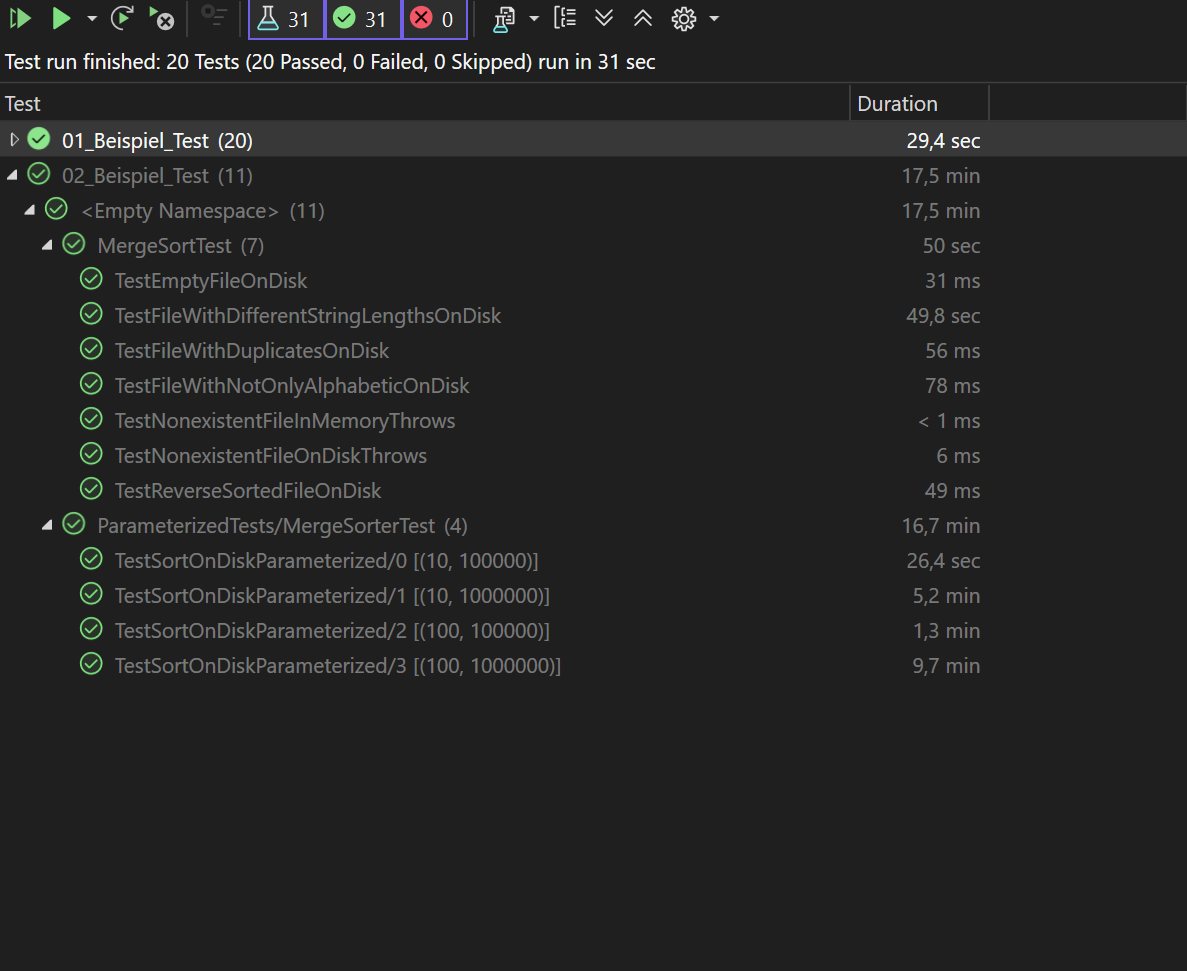 31 31 0
Test run finished: 20 Tests (20 Passed, 0 Failed, 0 Skipped) run in 31 sec
Test Duration
01_Beispiel_Test (20) 29,4 sec
02_Beispiel_Test (11) 17,5 min
<Empty Namespace> (11) 17,5 min
MergeSortTest (7) 50 sec
TestEmptyFileOnDisk 31 ms
TestFileWithDifferentStringLengthsOnDisk 49,8 sec
TestFileWithDuplicatesOnDisk 56 ms
TestFileWithNotOnlyAlphabeticOnDisk 78 ms
TestNonexistentFileInMemoryThrows < 1 ms
TestNonexistentFileOnDiskThrows 6 ms
TestReverseSortedFileOnDisk 49 ms
ParameterizedTests/MergeSorterTest (4) 16,7 min
TestSortOnDiskParameterized/0 [(10, 100000)] 26,4 sec
TestSortOnDiskParameterized/1 [(10, 1000000)] 5,2 min
TestSortOnDiskParameterized/2 [(100, 100000)] 1,3 min
TestSortOnDiskParameterized/3 [(100, 1000000)] 9,7 min